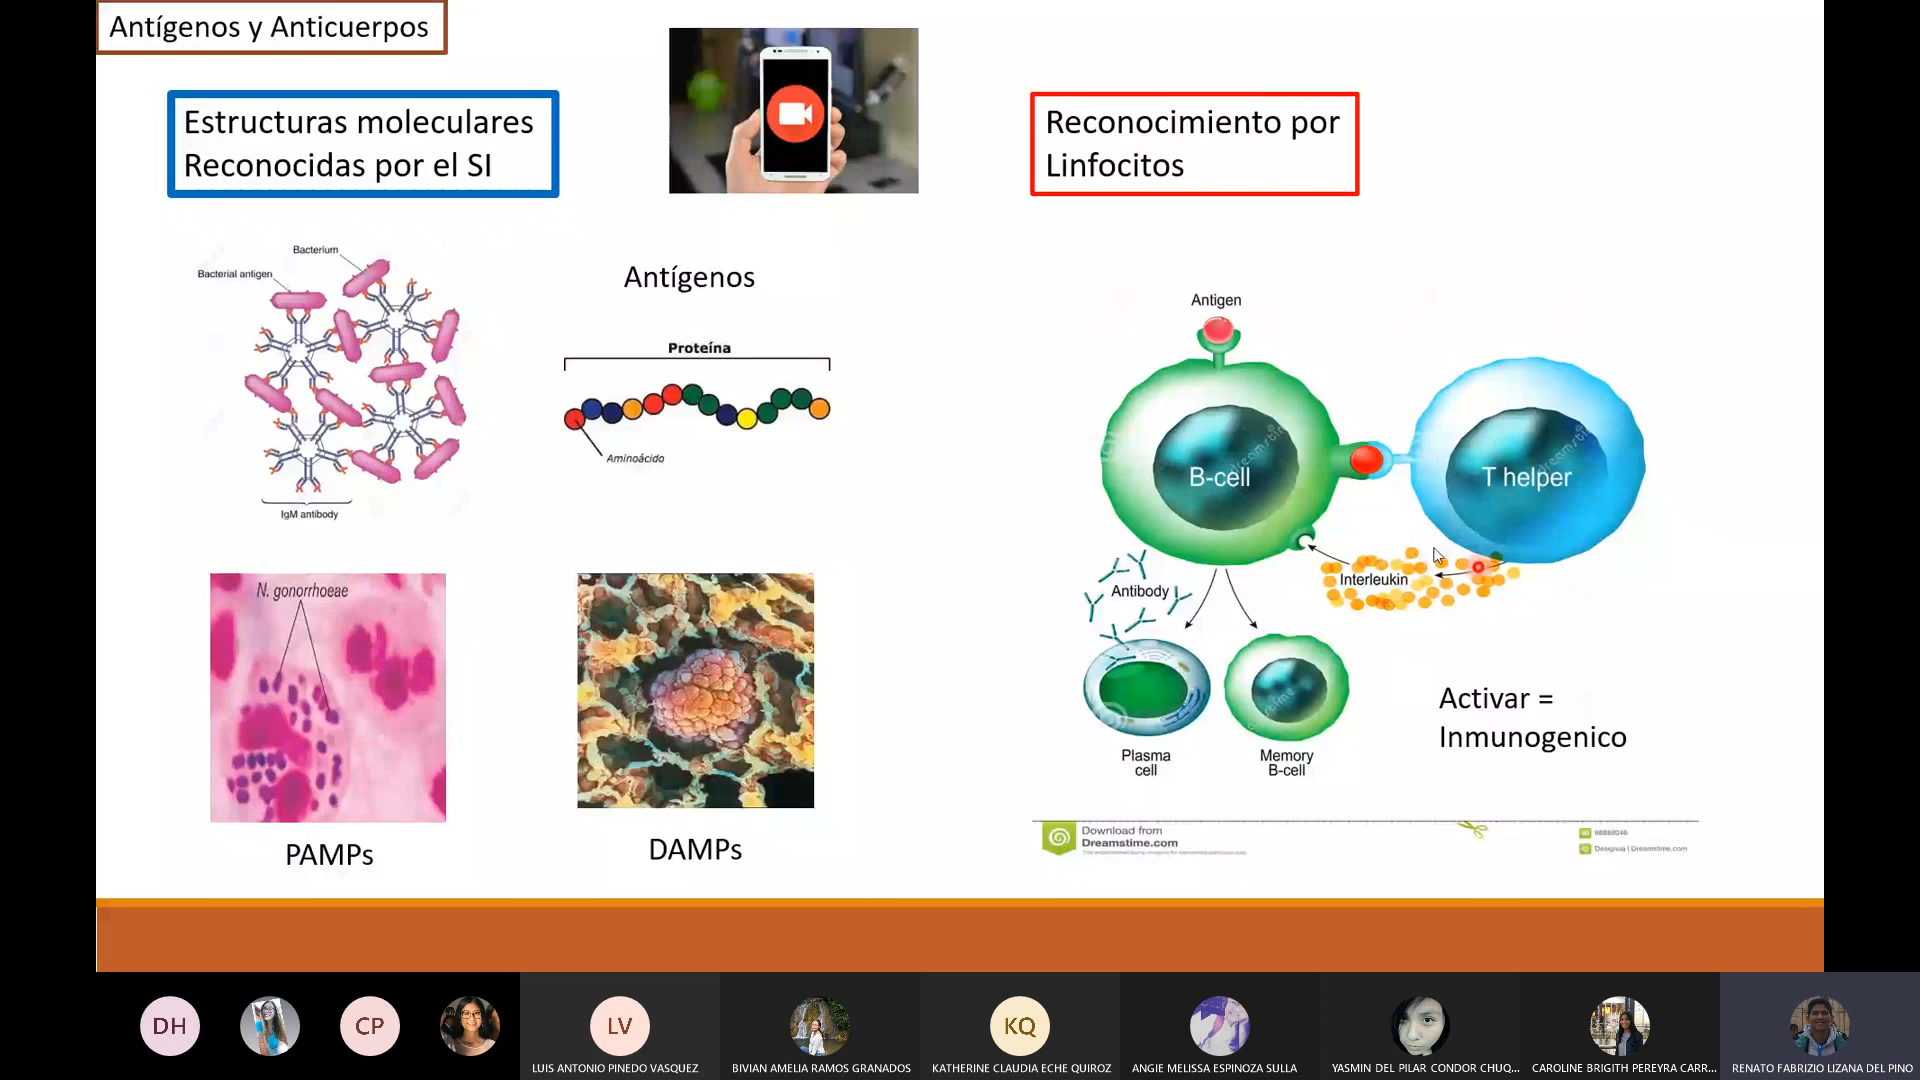 Antígenos y Anticuerpos
Estructuras moleculares
Reconocidas por el SI
Reconocimiento por
Linfocitos
Bacterium
Bacterial antigen
IgM antibody
Antígenos
Proteína
Aminoácido
N. gonorrhoeae
PAMPs
DAMPs
Antigen
B-cell
T helper
Interleukin
Antibody
Plasma
cell
Memory
B-cell
Activar =
Inmunogenico
Download from
Dreamstime.com
Designua | Dreamstime.com
DH
CP
LV
KQ
LUIS ANTONIO PINEDO VASQUEZ
BIVIAN AMELIA RAMOS GRANADOS
KATHERINE CLAUDIA ECHE QUIROZ
ANGIE MELISSA ESPINOZA SULLA
YASMIN DEL PILAR CONDOR CHUQ...
CAROLINE BRIGITH PEREYRA CARR...
RENATO FABRIZIO LIZANA DEL PINO